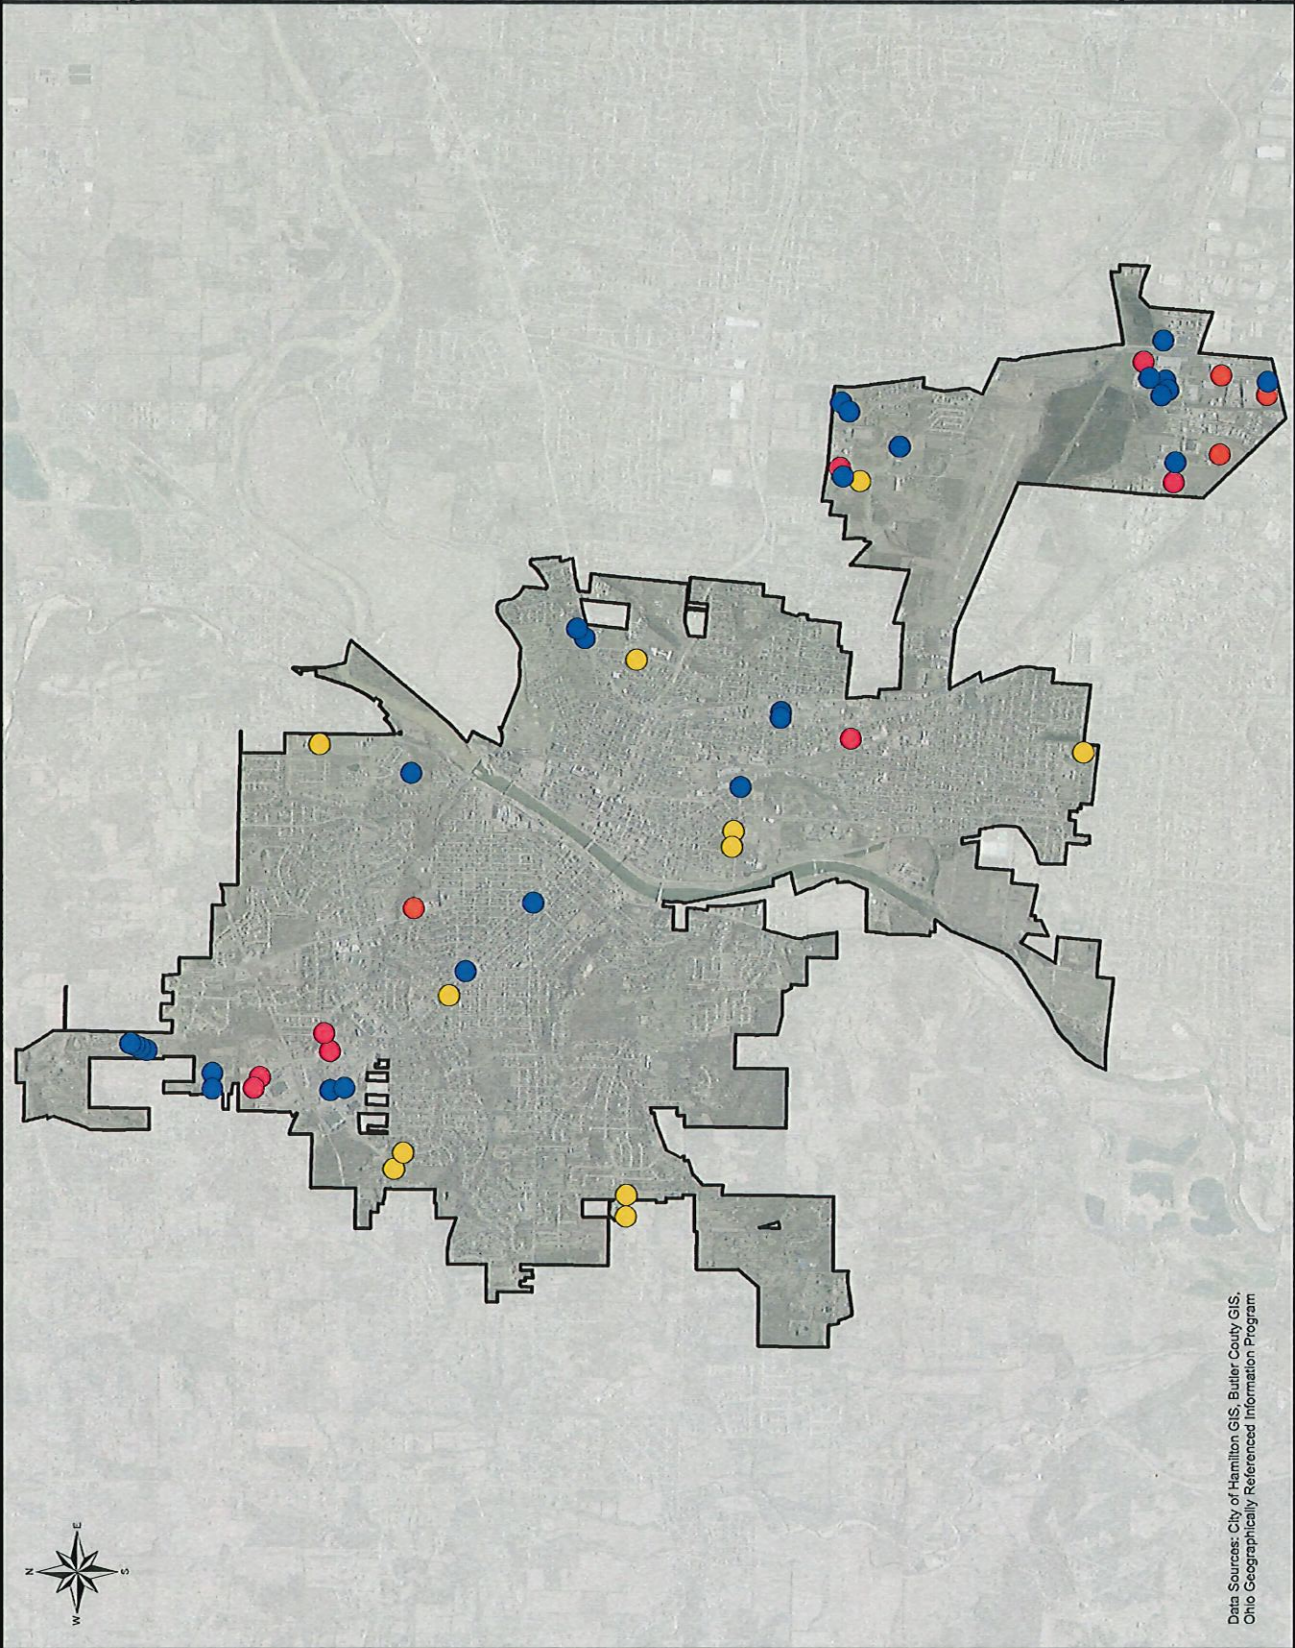 N
W
E
S
Data Sources: City of Hamilton GIS, Butler Couty GIS,
Ohio Geographically Referenced Information Program